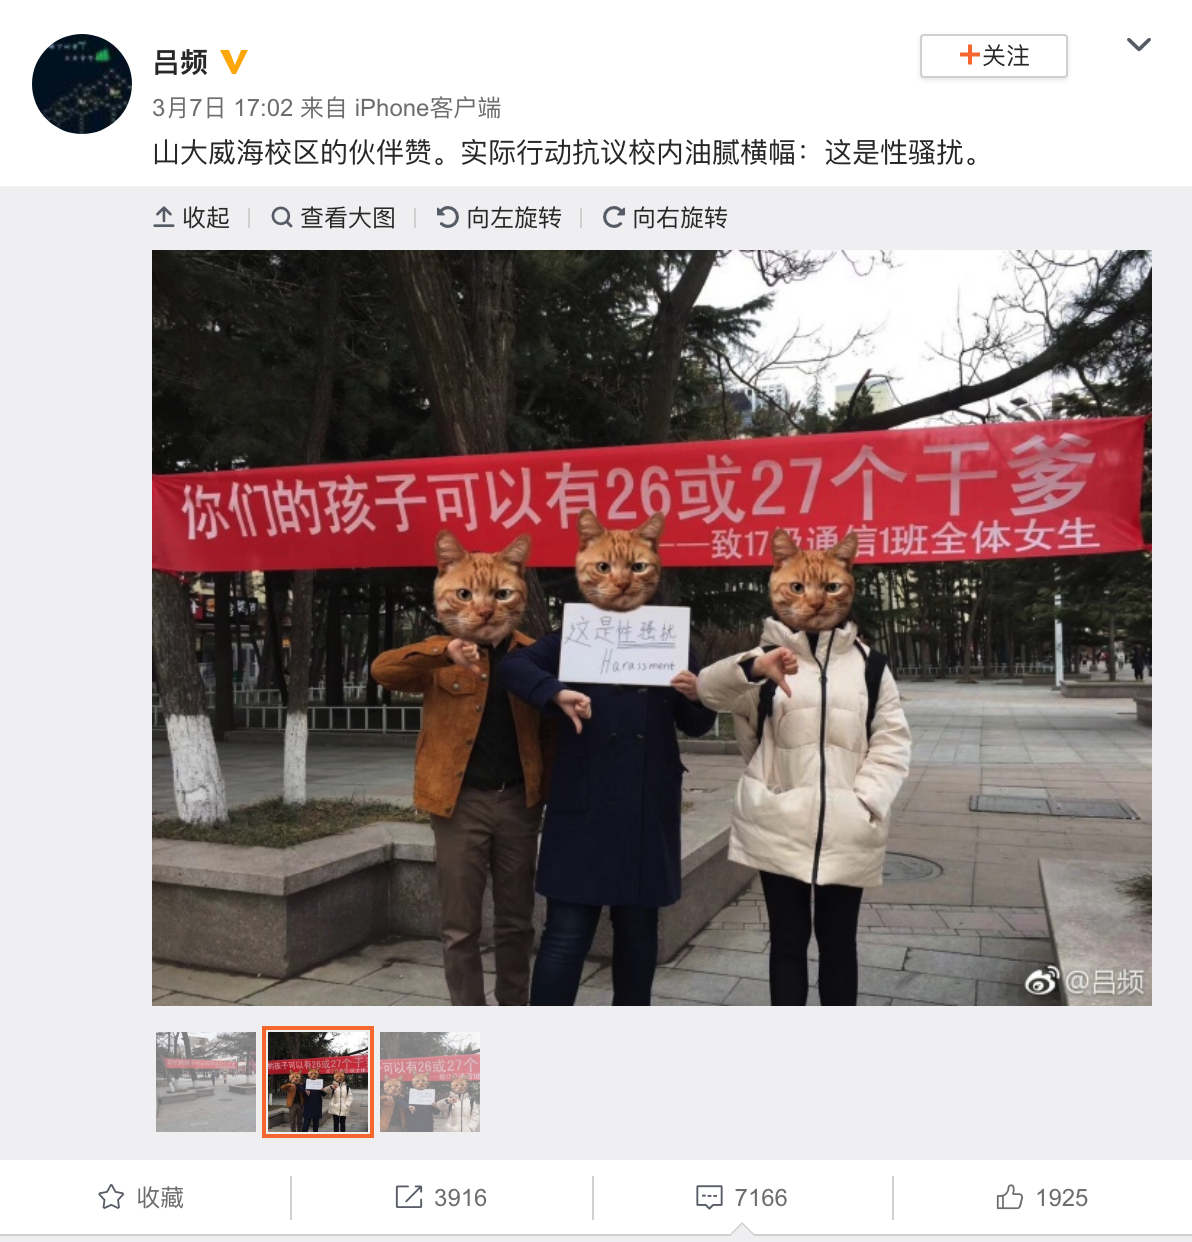 吕频
关注
3月7日 17:02 来自 iPhone客户端
山大威海校区的伙伴赞。实际行动抗议校内油腻横幅：这是性骚扰。
收起
查看大图
向左旋转
向右旋转
你们的孩子可以有26或27个干爹
——致17级通信1班全体女生
这是性骚扰
Harassment
@吕频
收藏
3916
7166
1925